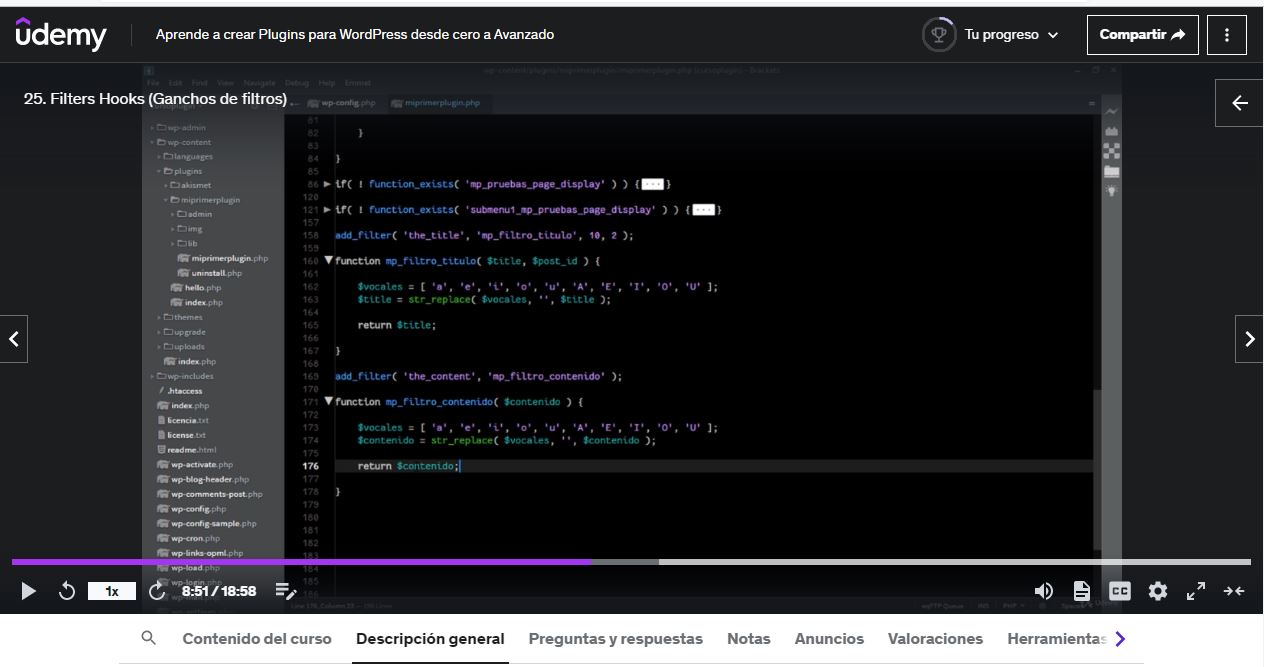 ûdemy
Aprende a crear Plugins para WordPress desde cero a Avanzado
Tu progreso
Compartir
wp-content/plugins/miprimerplugin/miprimerplugin.php (cursoplugin) - Brackets
File Edit Find View Navigate Debug Help Emmet
25. Filters Hooks (Ganchos de filtros)
wp-config.php
miprimerplugin.php
wp-admin
wp-content
languages
plugins
akismet
miprimerplugin
admin
img
lib
miprimerplugin.php
uninstall.php
hello.php
index.php
themes
upgrade
uploads
index.php
wp-includes
.htaccess
index.php
licencia.txt
license.txt
readme.html
wp-activate.php
wp-blog-header.php
wp-comments-post.php
wp-config.php
wp-config-sample.php
wp-cron.php
wp-links-opml.php
wp-load.php
wp-login.php
81
82 }
83
84 }
85
86 if( ! function_exists( 'mp_pruebas_page_display' ) ) {...}
120
121 if( ! function_exists( 'submenu1_mp_pruebas_page_display' ) ) {...}
157
158 add_filter( 'the_title', 'mp_filtro_titulo', 10, 2 );
159
160 function mp_filtro_titulo( $title, $post_id ) {
161
162 $vocales = [ 'a', 'e', 'i', 'o', 'u', 'A', 'E', 'I', 'O', 'U' ];
163 $title = str_replace( $vocales, '', $title );
164
165 return $title;
166
167 }
168
169 add_filter( 'the_content', 'mp_filtro_contenido' );
170
171 function mp_filtro_contenido( $contenido ) {
172
173 $vocales = [ 'a', 'e', 'i', 'o', 'u', 'A', 'E', 'I', 'O', 'U' ];
174 $contenido = str_replace( $vocales, '', $contenido );
175
176 return $contenido;
177
178 }
179
180
181
182
183
185
186
1x
8:51 / 18:58
CC
Contenido del curso
Descripción general
Preguntas y respuestas
Notas
Anuncios
Valoraciones
Herramientas